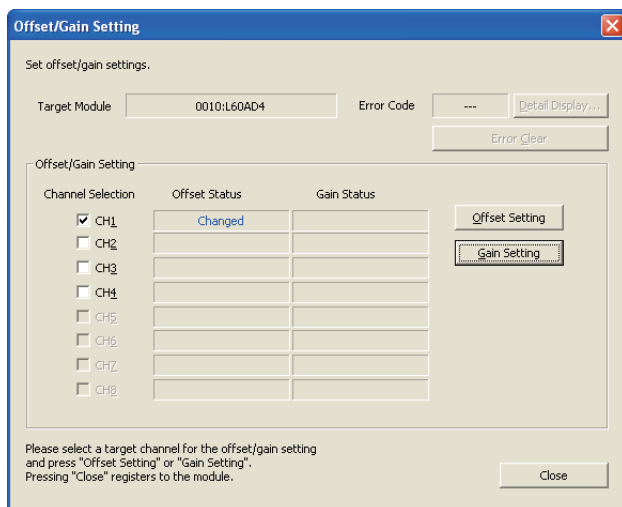 Offset/Gain Setting
Set offset/gain settings.
Target Module 0010:L60AD4 Error Code --- Detail Display...
Error Clear
Offset/Gain Setting
Channel Selection Offset Status Gain Status
CH1 Changed Offset Setting
CH2
Gain Setting
CH3
CH4
CH5
CH6
CH7
CH8
Please select a target channel for the offset/gain setting
and press "Offset Setting" or "Gain Setting".
Pressing "Close" registers to the module.
Close